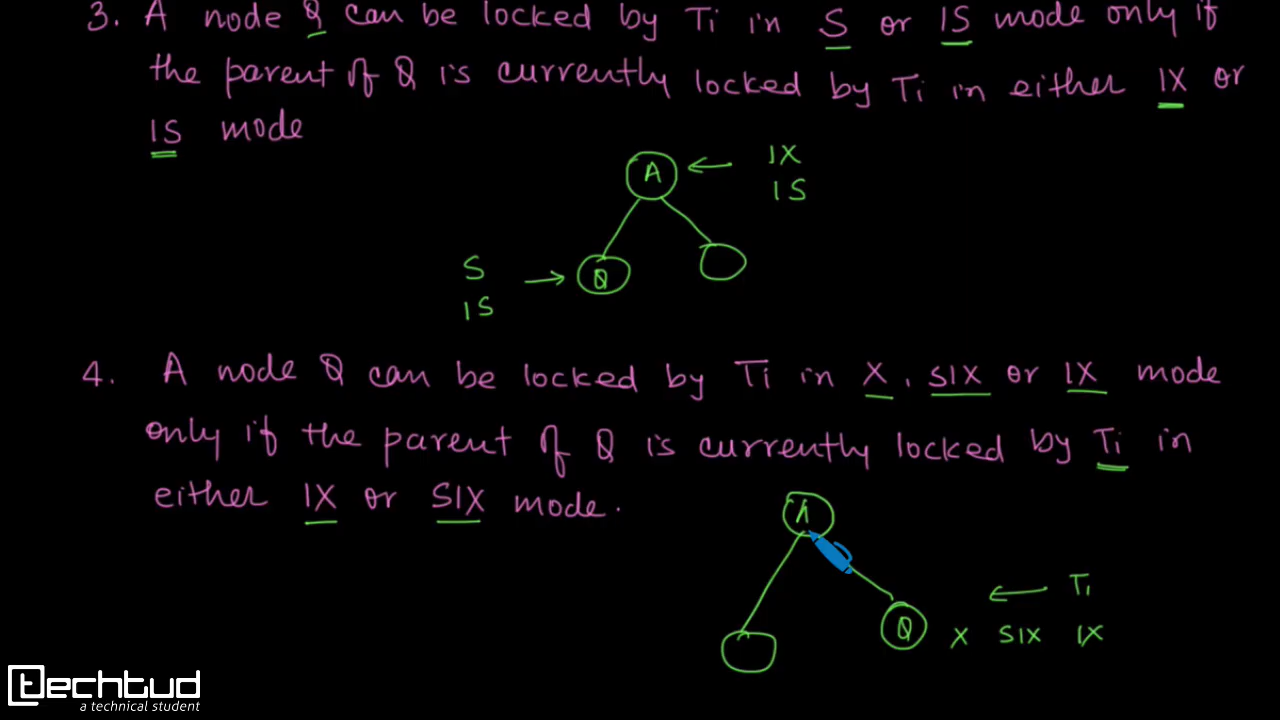 3. A node Q can be locked by Ti in S or IS mode only if
the parent of Q is currently locked by Ti in either IX or
IS mode
A
IX
IS
S
IS
Q
4. A node Q can be locked by Ti in X, SIX or IX mode
only if the parent of Q is currently locked by Ti in
either IX or SIX mode.
A
Ti
Q X SIX IX
techtud
a technical student